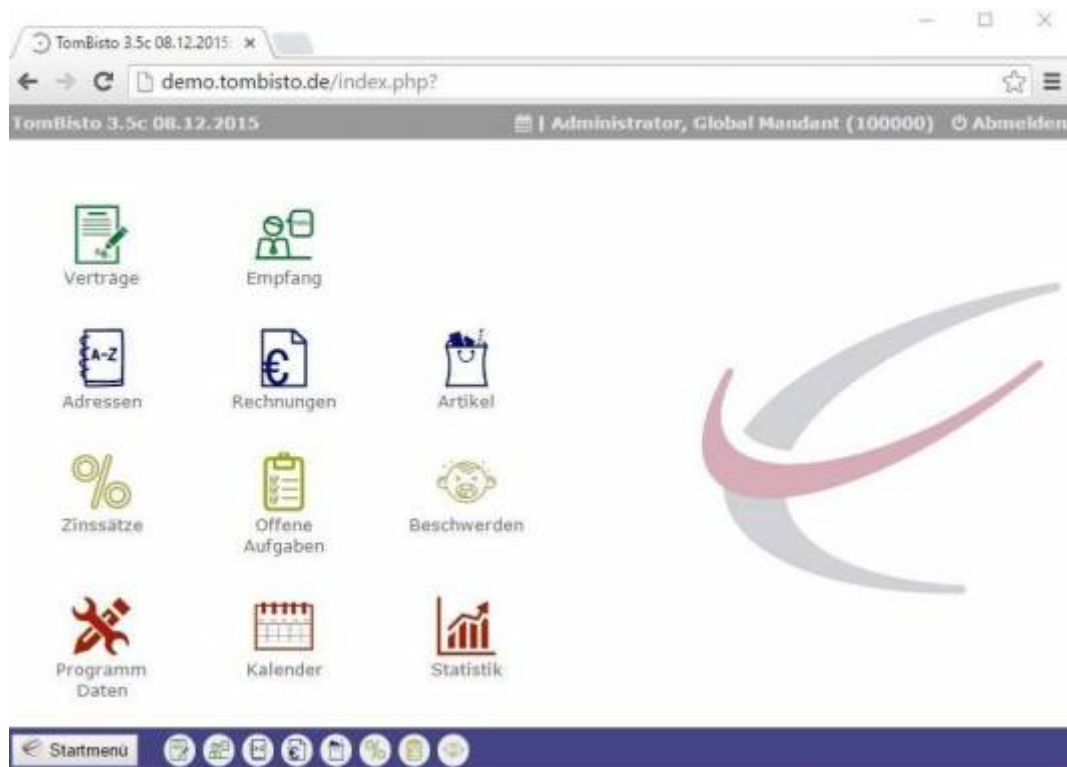 TomBisto 3.5c 08.12.2015:
demo.tombisto.de/index.php?
TomBisto 3.5c 08.12.2015
| Administrator, Global Mandant (100000)
Abmelden
Verträge
Empfang
A-Z
Adressen
Rechnungen
Artikel
Zinssätze
Offene
Aufgaben
Beschwerden
Programm
Daten
Kalender
Statistik
Startmenü